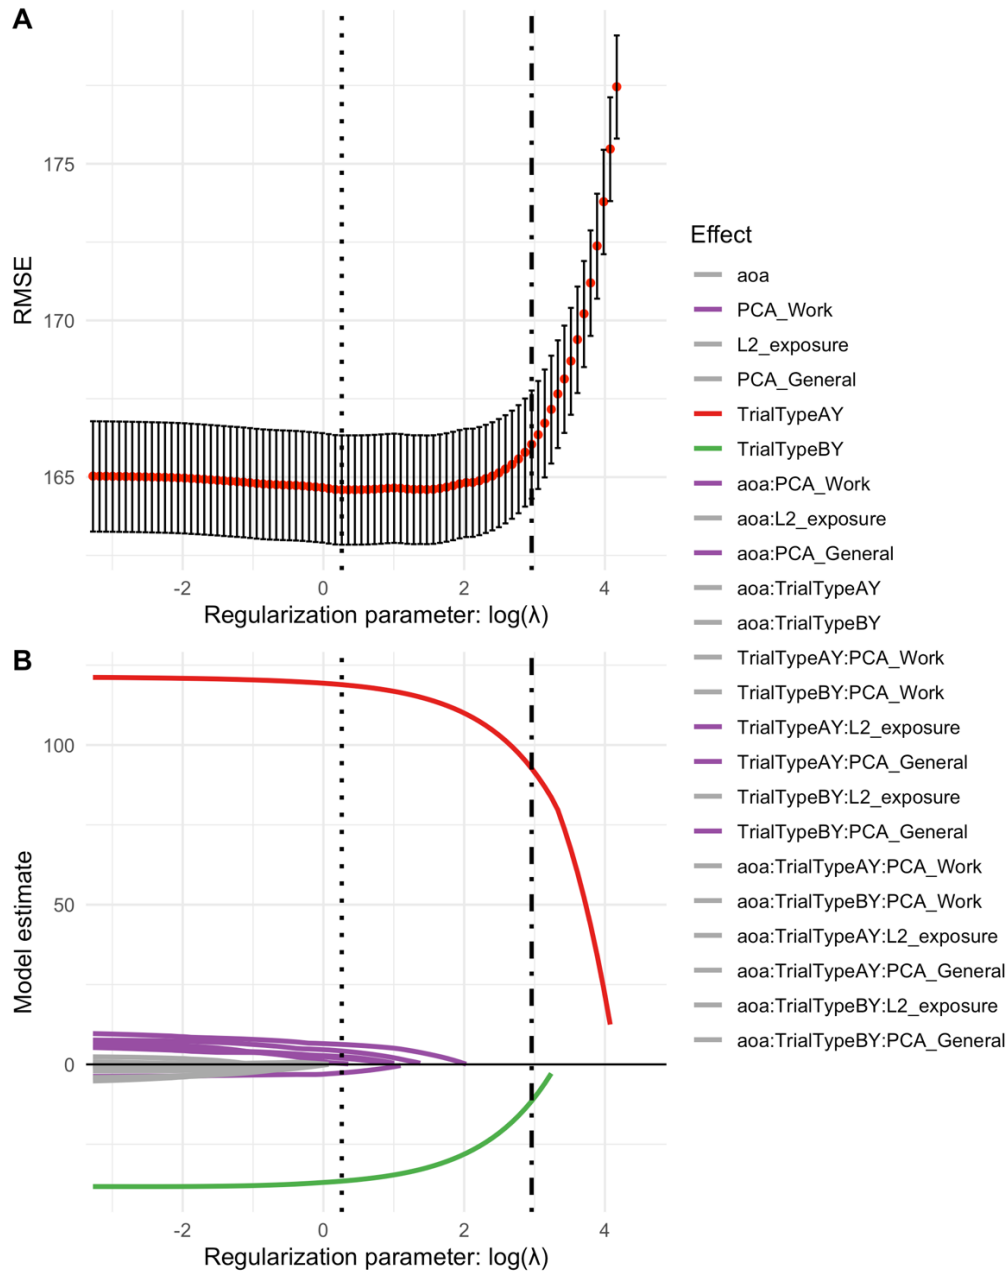 A
175
170
165
RMSE
-2 0 2 4
Regularization parameter: log(λ)
B
100
50
0
Model estimate
-2 0 2 4
Regularization parameter: log(λ)
Effect
aoa
PCA_Work
L2_exposure
PCA_General
TrialTypeAY
TrialTypeBY
aoa:PCA_Work
aoa:L2_exposure
aoa:PCA_General
aoa:TrialTypeAY
aoa:TrialTypeBY
TrialTypeAY:PCA_Work
TrialTypeBY:PCA_Work
TrialTypeAY:L2_exposure
TrialTypeAY:PCA_General
TrialTypeBY:L2_exposure
TrialTypeBY:PCA_General
aoa:TrialTypeAY:PCA_Work
aoa:TrialTypeBY:PCA_Work
aoa:TrialTypeAY:L2_exposure
aoa:TrialTypeAY:PCA_General
aoa:TrialTypeBY:L2_exposure
aoa:TrialTypeBY:PCA_General